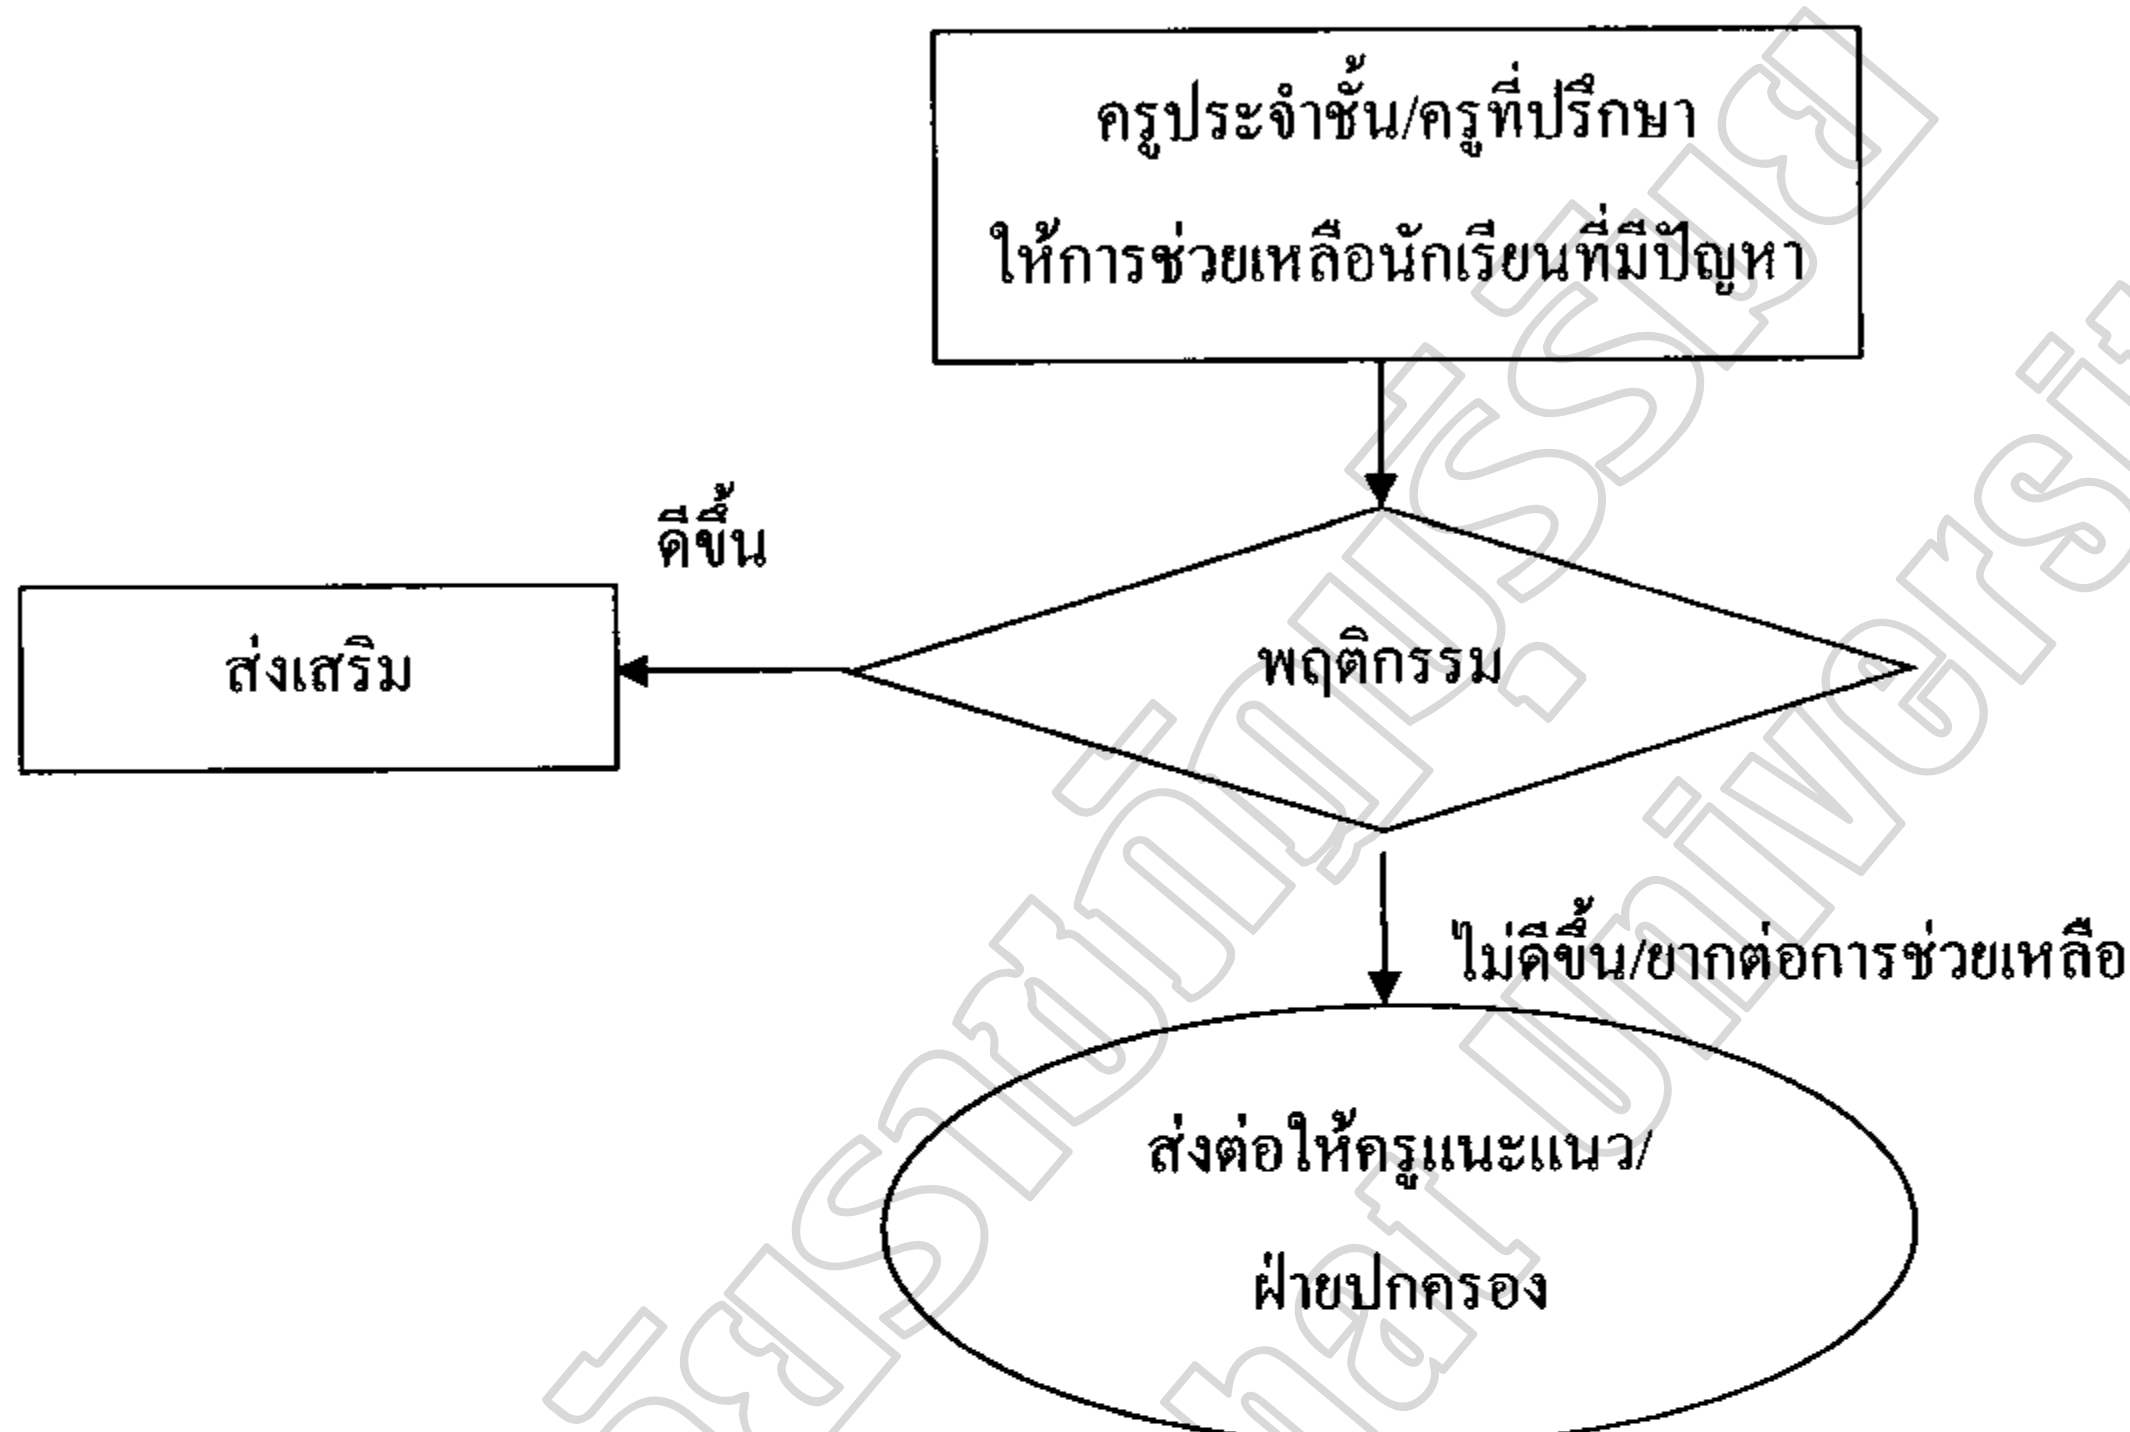 ครูประจำชั้น/ครูที่ปรึกษา
ให้การช่วยเหลือนักเรียนที่มีปัญหา
ดีขึ้น
ส่งเสริม
พฤติกรรม
ไม่ดีขึ้น/ยากต่อการช่วยเหลือ
ส่งต่อให้ครูแนะแนว/
ฝ่ายปกครอง